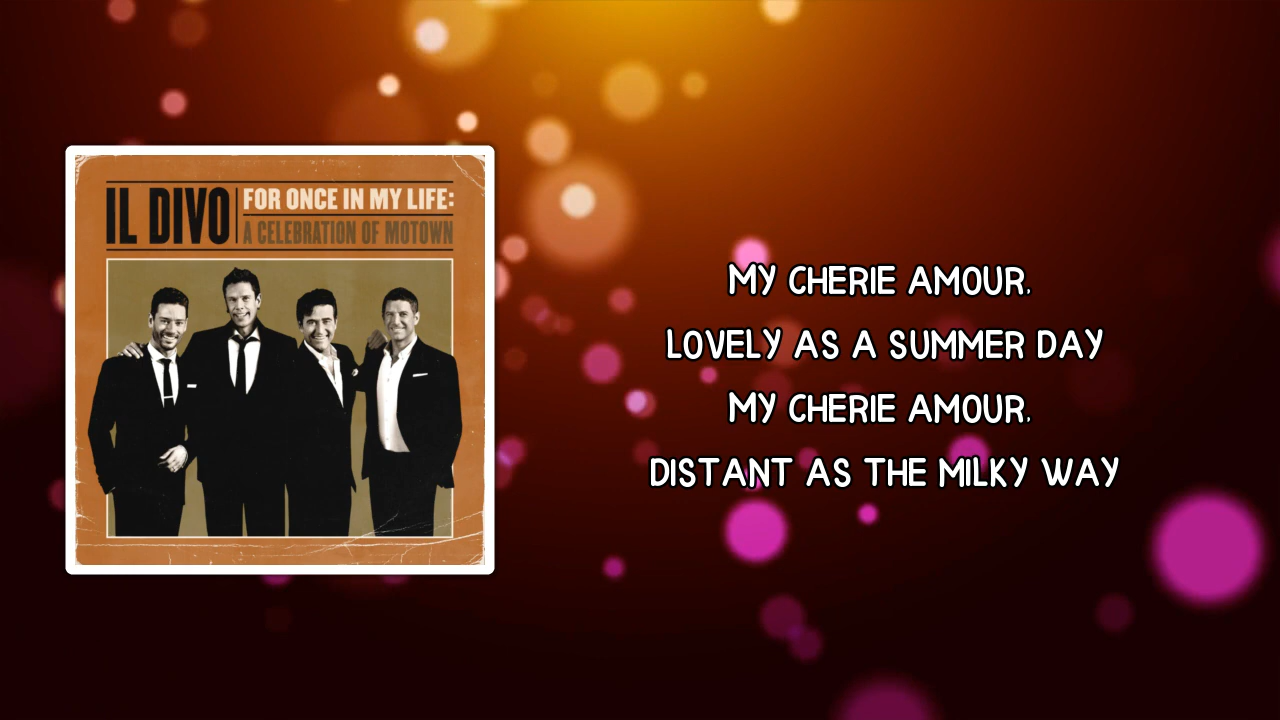 IL DIVO
FOR ONCE IN MY LIFE:
A CELEBRATION OF MOTOWN
MY CHERIE AMOUR,
LOVELY AS A SUMMER DAY
MY CHERIE AMOUR,
DISTANT AS THE MILKY WAY